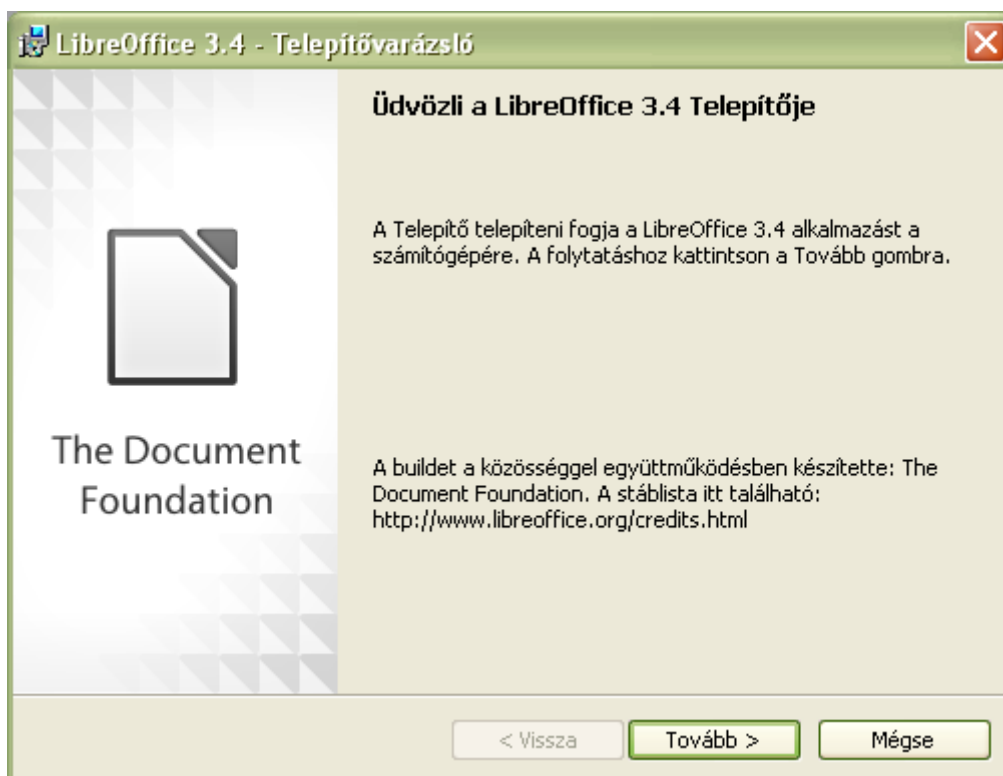 LibreOffice 3.4 - Telepítővarázsló
Üdvözli a LibreOffice 3.4 Telepítője
A Telepítő telepíteni fogja a LibreOffice 3.4 alkalmazást a
számítógépére. A folytatáshoz kattintson a Tovább gombra.
The Document
Foundation
A buildet a közösséggel együttműködésben készítette: The
Document Foundation. A stáblista itt található:
http://www.libreoffice.org/credits.html
< Vissza
Tovább >
Mégse